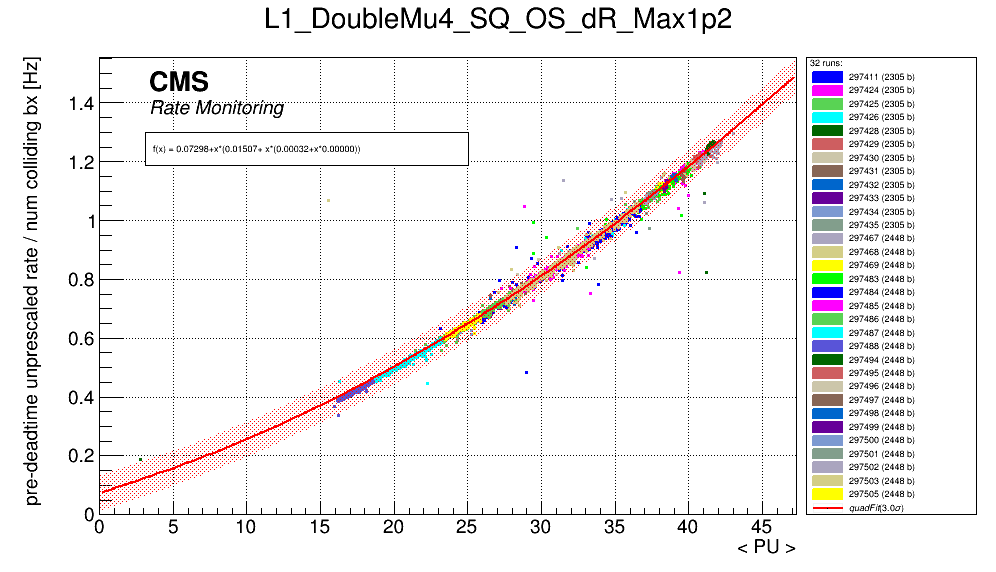 L1_DoubleMu4_SQ_OS_dR_Max1p2
pre-deadtime unprescaled rate / num colliding bx [Hz]
CMS
Rate Monitoring
f(x) = 0.07298+x*(0.01507+ x*(0.00032+x*0.00000))
1.4
1.2
1
0.8
0.6
0.4
0.2
0
0 5 10 15 20 25 30 35 40 45
< PU >
32 runs:
297411 (2305 b)
297424 (2305 b)
297425 (2305 b)
297426 (2305 b)
297428 (2305 b)
297429 (2305 b)
297430 (2305 b)
297431 (2305 b)
297432 (2305 b)
297433 (2305 b)
297434 (2305 b)
297435 (2305 b)
297467 (2448 b)
297468 (2448 b)
297469 (2448 b)
297483 (2448 b)
297484 (2448 b)
297485 (2448 b)
297486 (2448 b)
297487 (2448 b)
297488 (2448 b)
297494 (2448 b)
297495 (2448 b)
297496 (2448 b)
297497 (2448 b)
297498 (2448 b)
297499 (2448 b)
297500 (2448 b)
297501 (2448 b)
297502 (2448 b)
297503 (2448 b)
297505 (2448 b)
quadFit(3.0σ)